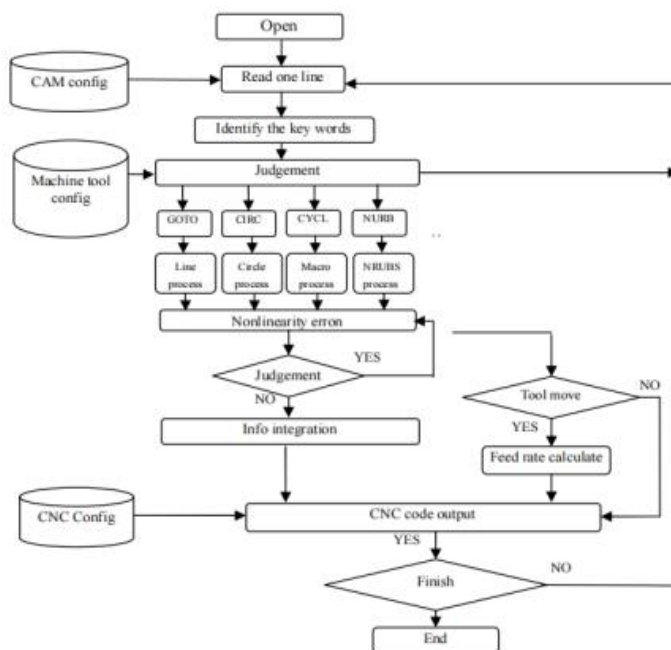 Open
CAM config
Read one line
Identify the key words
Machine tool
config
Judgement
GOTO
CIRC
CYCL
NURB
..
Line
process
Circle
process
Macro
process
NRUBS
process
Nonlinearity erron
YES
Judgement
NO
Tool move
NO
YES
Info integration
Feed rate calculate
CNC Config
CNC code output
YES
Finish
NO
End